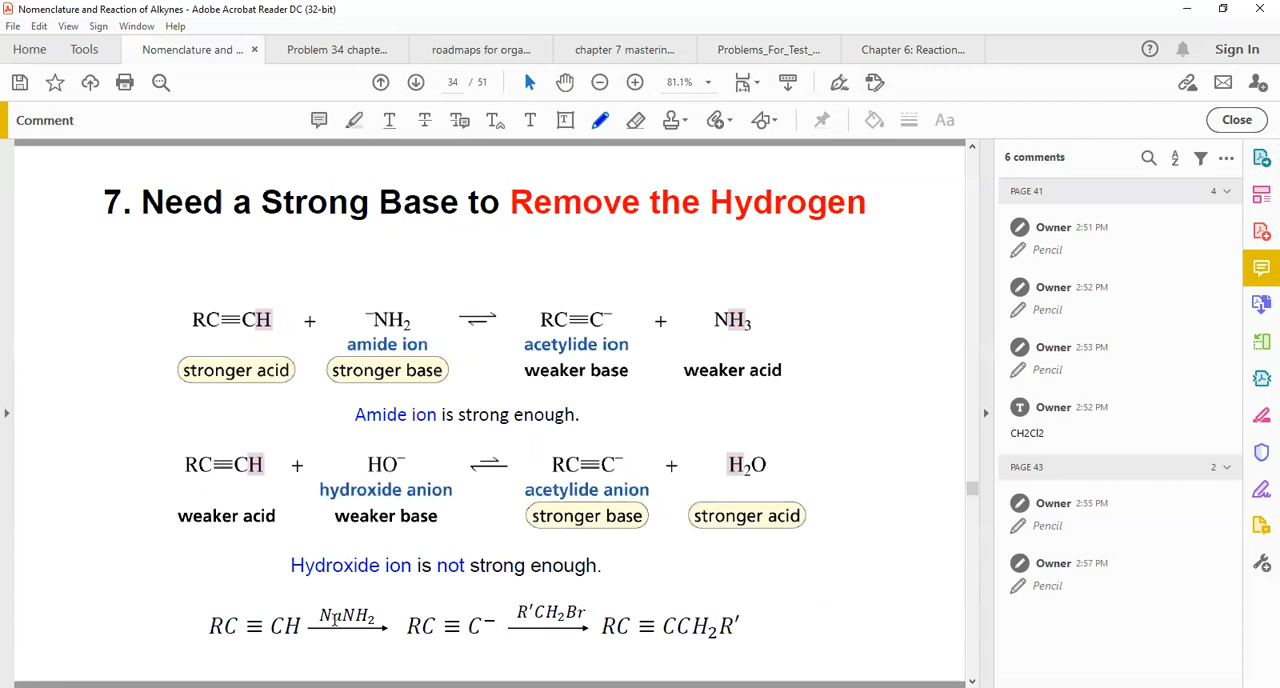 Nomenclature and Reaction of Alkynes - Adobe Acrobat Reader DC (32-bit)
File Edit View Sign Window Help
Home Tools Nomenclature and ... × Problem 34 chapte... roadmaps for orga... chapter 7 masterin... Problems_For_Test_... Chapter 6: Reaction... Sign In
34 / 51 81.1%
Comment Close
6 comments
PAGE 41 4
Owner 2:51 PM
Pencil
Owner 2:52 PM
Pencil
Owner 2:53 PM
Pencil
T Owner 2:52 PM
CH2Cl2
PAGE 43 2
Owner 2:55 PM
Pencil
Owner 2:57 PM
Pencil
7. Need a Strong Base to Remove the Hydrogen
RC≡CH + ⁻NH₂ ⇌ RC≡C⁻ + NH₃
amide ion acetylide ion
stronger acid stronger base weaker base weaker acid
Amide ion is strong enough.
RC≡CH + HO⁻ ⇌ RC≡C⁻ + H₂O
hydroxide anion acetylide anion
weaker acid weaker base stronger base stronger acid
Hydroxide ion is not strong enough.
NaNH₂ R′CH₂Br
RC ≡ CH → RC ≡ C⁻ → RC ≡ CCH₂R′